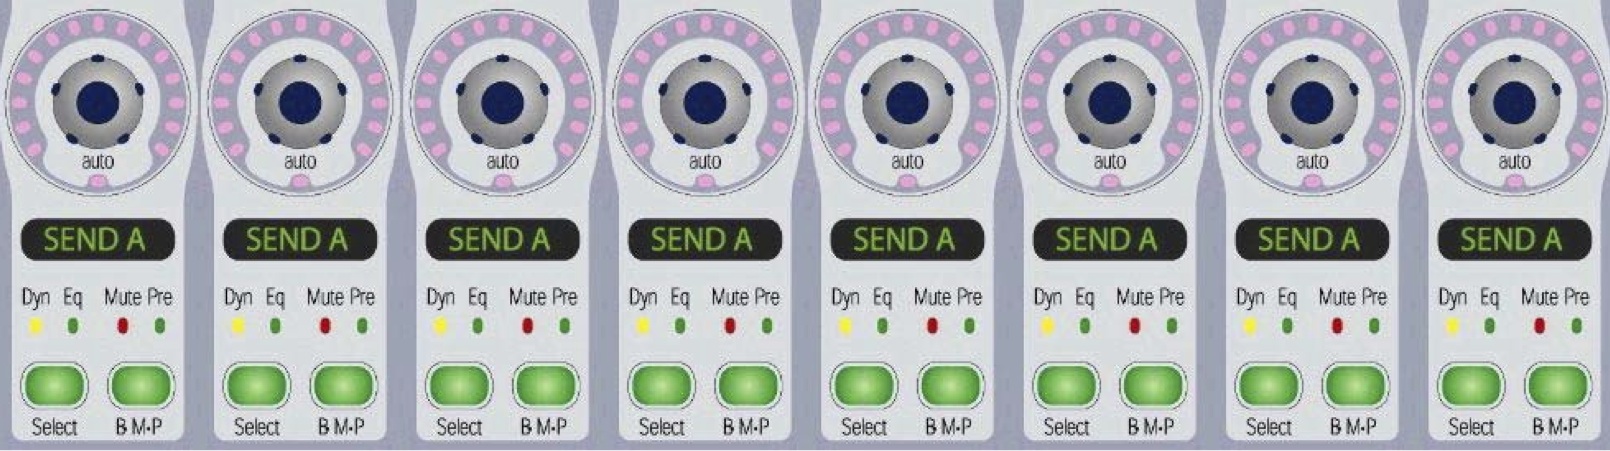 auto auto auto auto auto auto auto auto
SEND A SEND A SEND A SEND A SEND A SEND A SEND A SEND A
Dyn Eq Mute Pre Dyn Eq Mute Pre Dyn Eq Mute Pre Dyn Eq Mute Pre Dyn Eq Mute Pre Dyn Eq Mute Pre Dyn Eq Mute Pre Dyn Eq Mute Pre
Select B M•P Select B M•P Select B M•P Select B M•P Select B M•P Select B M•P Select B M•P Select B M•P